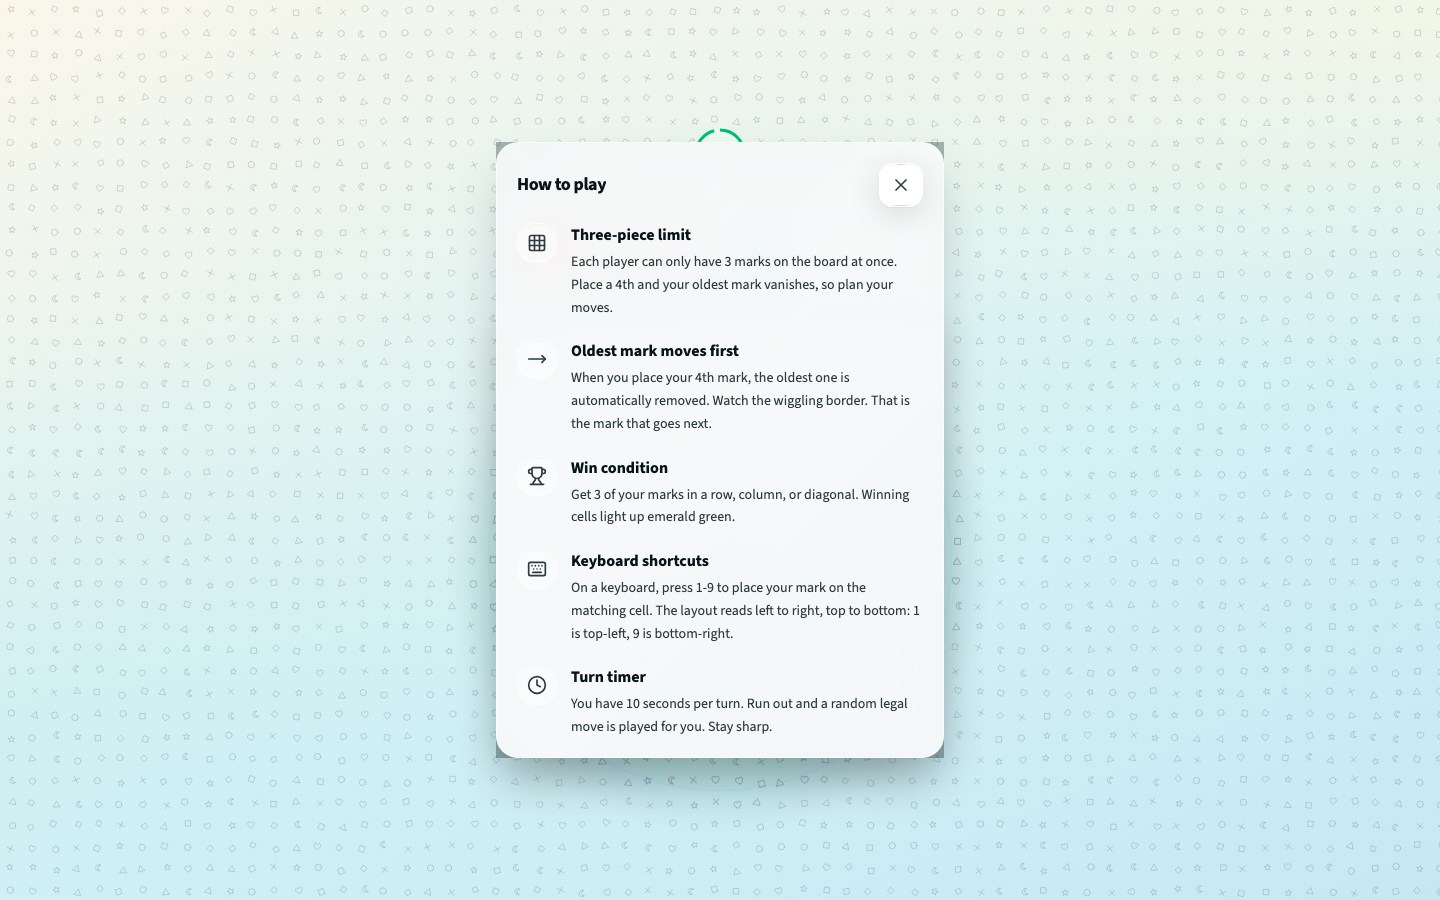 How to play
Three-piece limit
Each player can only have 3 marks on the board at once.
Place a 4th and your oldest mark vanishes, so plan your
moves.
Oldest mark moves first
When you place your 4th mark, the oldest one is
automatically removed. Watch the wiggling border. That is
the mark that goes next.
Win condition
Get 3 of your marks in a row, column, or diagonal. Winning
cells light up emerald green.
Keyboard shortcuts
On a keyboard, press 1-9 to place your mark on the
matching cell. The layout reads left to right, top to bottom: 1
is top-left, 9 is bottom-right.
Turn timer
You have 10 seconds per turn. Run out and a random legal
move is played for you. Stay sharp.